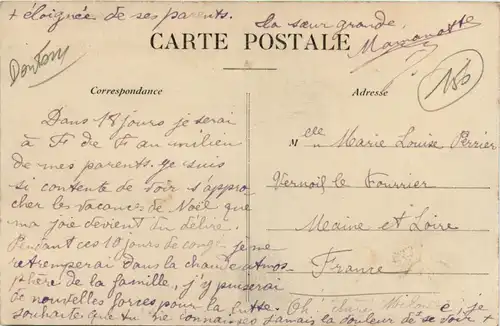 + éloignée de ses parents. Ta sœur grande
CARTE POSTALE
150
Correspondance
Adresse
Dans 18 jours je serai
à F de F au milieu
de mes parents. Je suis
si contente de voir s'appro
cher les vacances de Noël que
ma joie devient du délire.
Pendant ces 10 jours de congé je me
retremperai dans la chaude atmos
phère de la famille, j'y puiserai
de nouvelles forces pour la lutte. Oh!
souhaite que tu ne connaisses jamais la douleur de se voir +
Melle Marie Louise Perrier
Vernoil le Fourrier
Maine et Loire
France